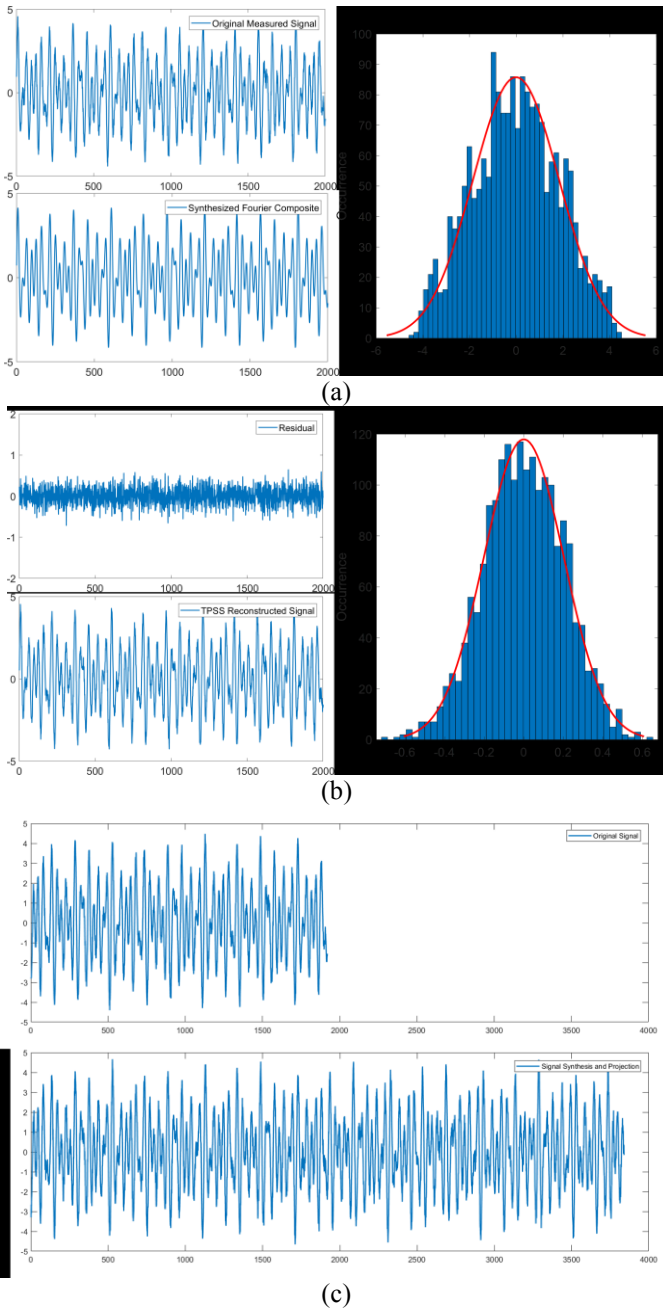 Original Measured Signal
5
0
-5
0 500 1000 1500 2000
Synthesized Fourier Composite
5
0
-5
0 500 1000 1500 2000
Occurrence
100
90
80
70
60
50
40
30
20
10
0
-6 -4 -2 0 2 4 6
(a)
Residual
2
1
0
-1
-2
0 500 1000 1500 2000
TPSS Reconstructed Signal
5
0
-5
0 500 1000 1500 2000
Occurrence
120
100
80
60
40
20
0
-0.6 -0.4 -0.2 0 0.2 0.4 0.6
(b)
Original Signal
5
4
3
2
1
0
-1
-2
-3
-4
-5
0 500 1000 1500 2000 2500 3000 3500 4000
Signal Synthesis and Projection
5
4
3
2
1
0
-1
-2
-3
-4
-5
0 500 1000 1500 2000 2500 3000 3500 4000
(c)